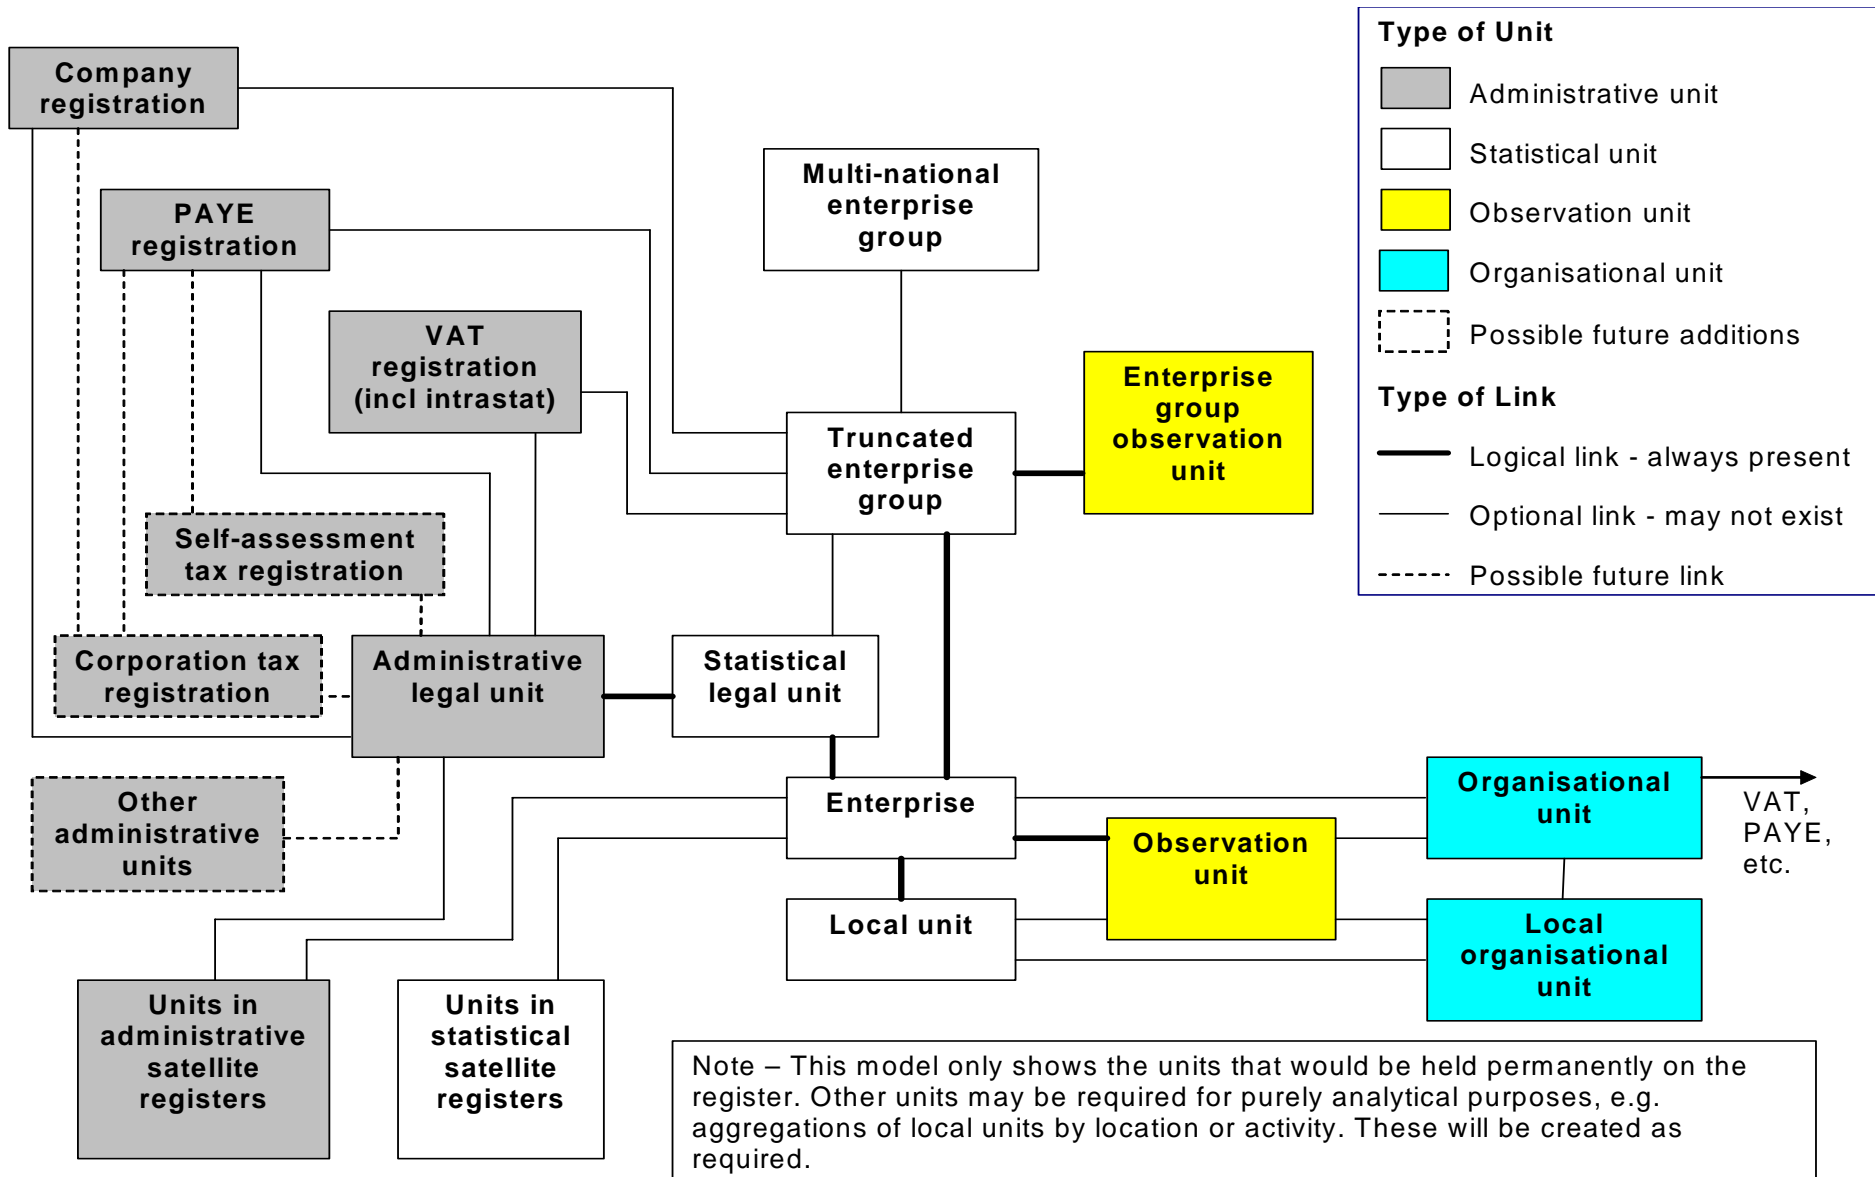 Company
registration
PAYE
registration
VAT
registration
(incl intrastat)
Self-assessment
tax registration
Corporation tax
registration
Administrative
legal unit
Other
administrative
units
Units in
administrative
satellite
registers
Units in
statistical
satellite
registers
Multi-national
enterprise
group
Truncated
enterprise
group
Enterprise
group
observation
unit
Statistical
legal unit
Enterprise
Observation
unit
Local unit
Organisational
unit
VAT,
PAYE,
etc.
Local
organisational
unit
Type of Unit
Administrative unit
Statistical unit
Observation unit
Organisational unit
Possible future additions
Type of Link
Logical link - always present
Optional link - may not exist
Possible future link
Note – This model only shows the units that would be held permanently on the
register. Other units may be required for purely analytical purposes, e.g.
aggregations of local units by location or activity. These will be created as
required.